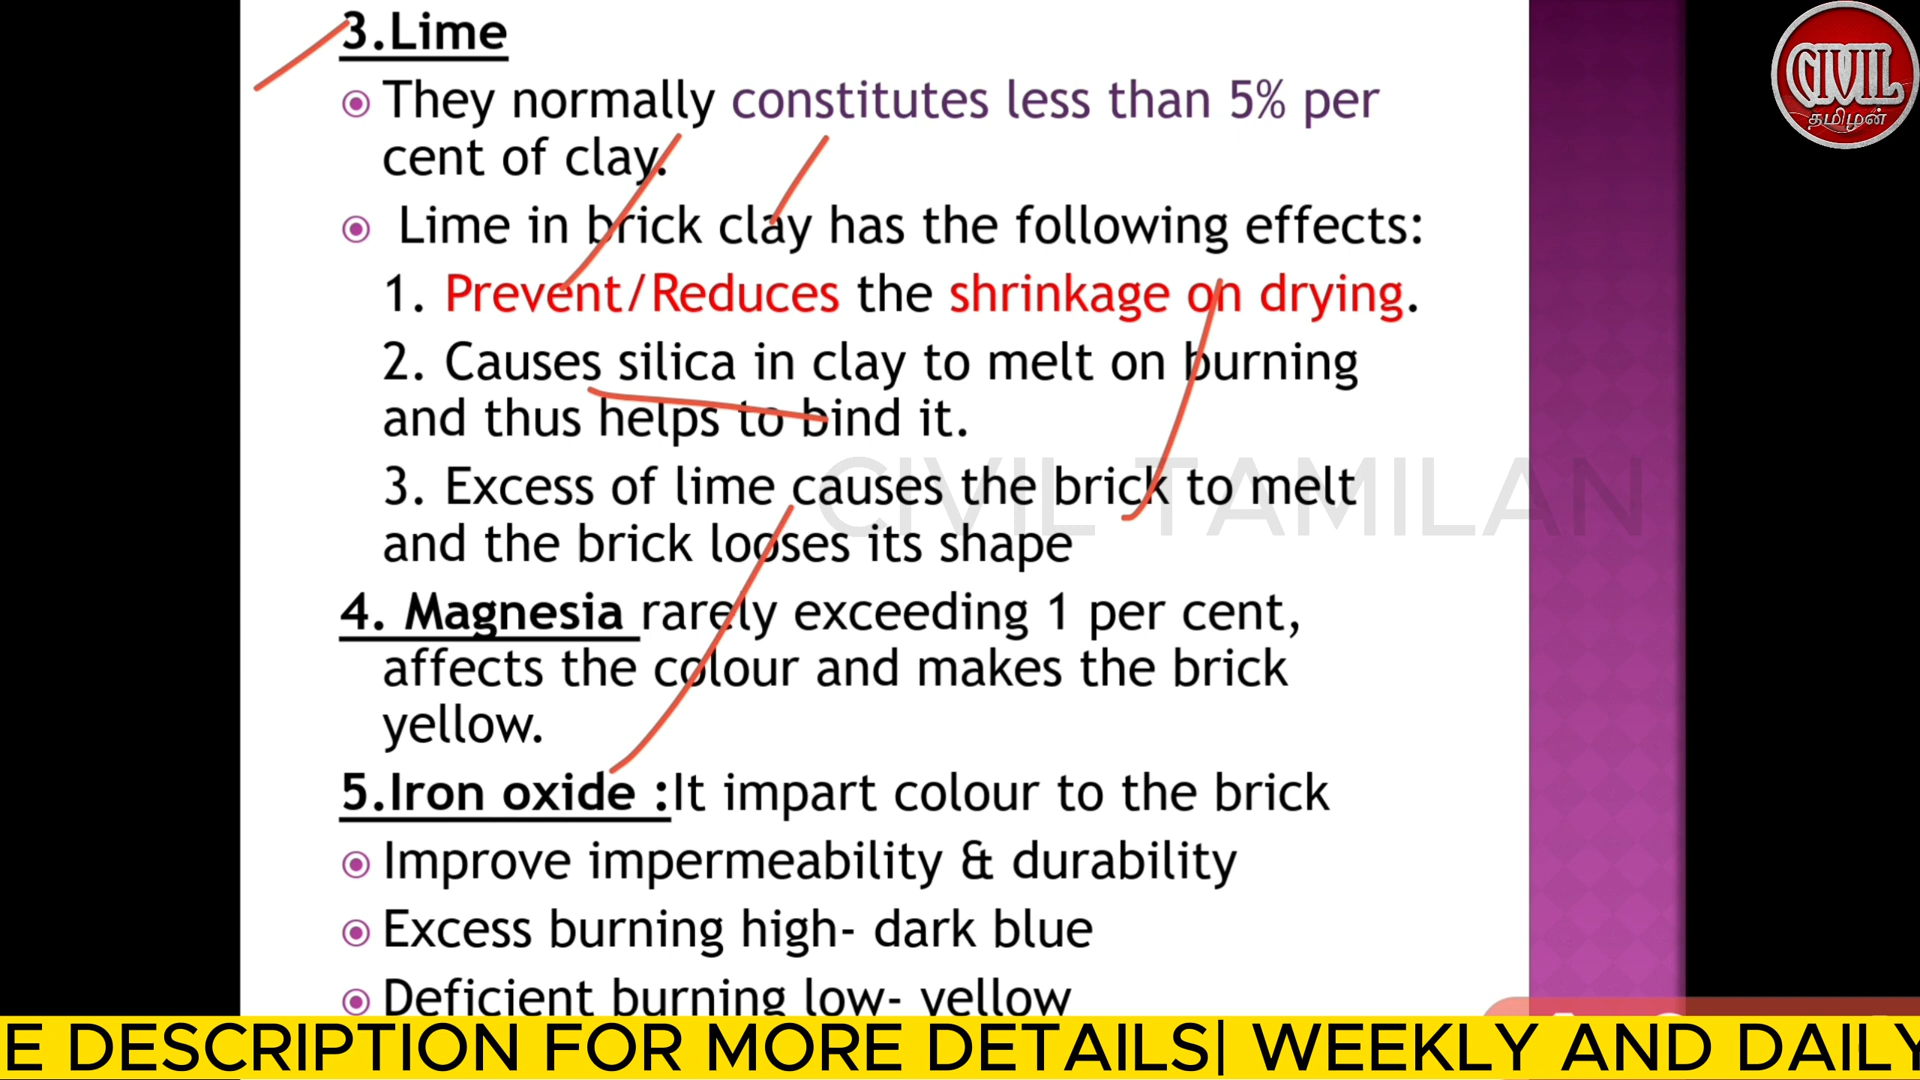 3.Lime
They normally constitutes less than 5% per
cent of clay.
Lime in brick clay has the following effects:
1. Prevent/Reduces the shrinkage on drying.
2. Causes silica in clay to melt on burning
and thus helps to bind it.
3. Excess of lime causes the brick to melt
and the brick looses its shape
4. Magnesia rarely exceeding 1 per cent,
affects the colour and makes the brick
yellow.
5.Iron oxide :It impart colour to the brick
Improve impermeability & durability
Excess burning high- dark blue
Deficient burning low- yellow
CIVIL TAMILAN
CIVIL
தமிழன்
E DESCRIPTION FOR MORE DETAILS| WEEKLY AND DAILY